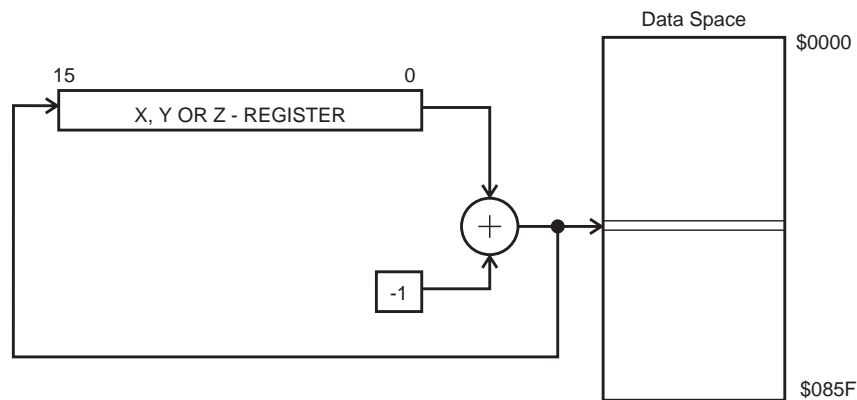 Data Space
$0000
15
0
X, Y OR Z - REGISTER
+
-1
$085F